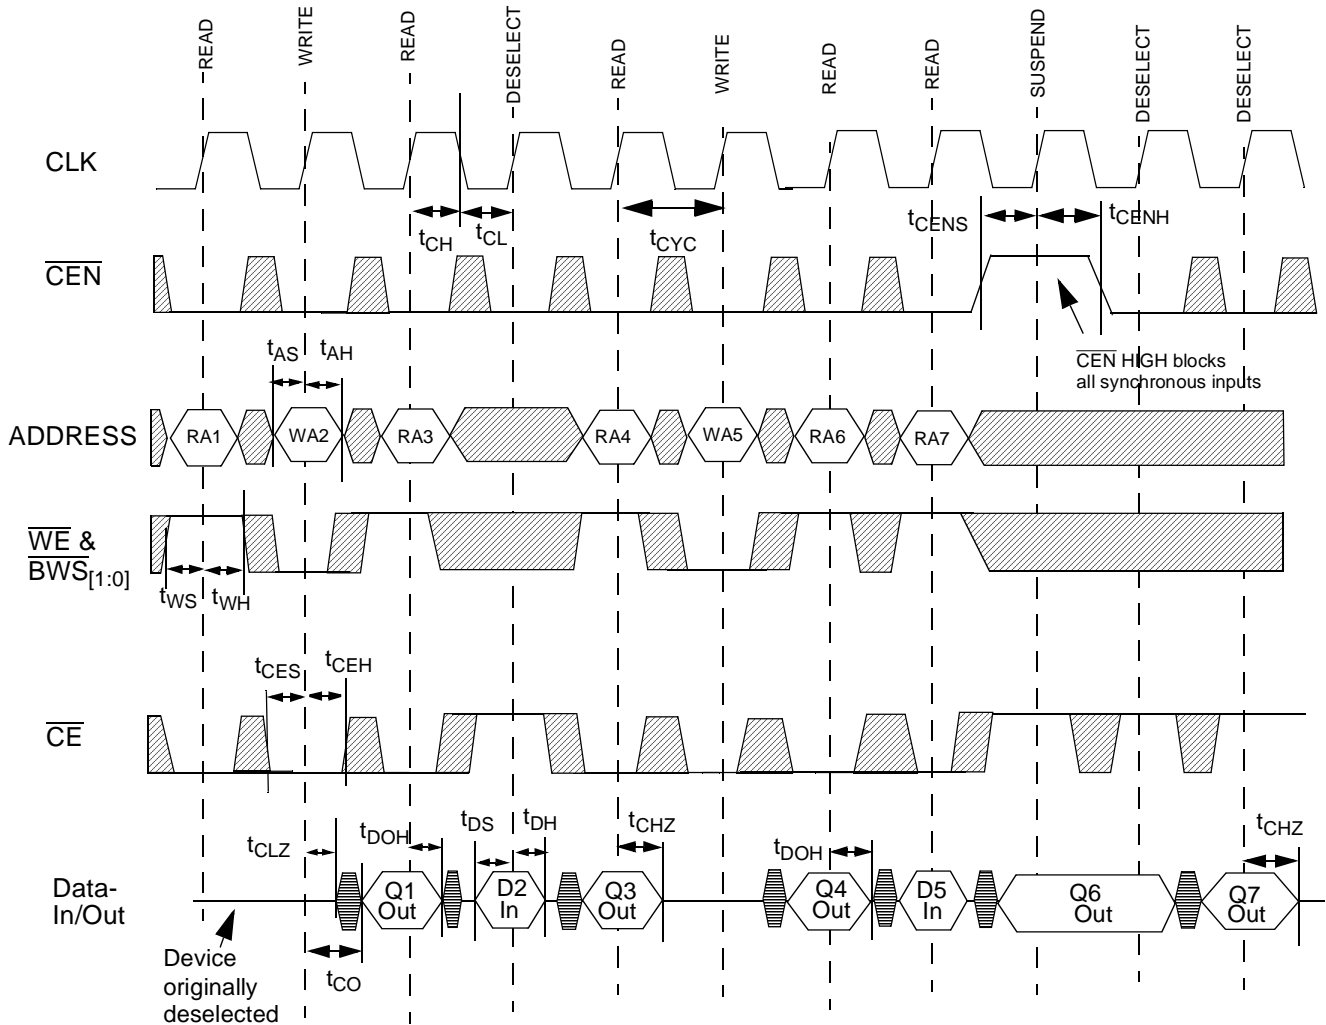 READ
WRITE
READ
DESELECT
READ
WRITE
READ
READ
SUSPEND
DESELECT
DESELECT
CLK
tCH
tCL
tCYC
tCENS
tCENH
CEN
CEN HIGH blocks
all synchronous inputs
tAS
tAH
ADDRESS
RA1
WA2
RA3
RA4
WA5
RA6
RA7
WE &
BWS[1:0]
tWS
tWH
tCES
tCEH
CE
tCLZ
tDOH
tDS
tDH
tCHZ
tDOH
tCHZ
Data-
In/Out
Q1
Out
D2
In
Q3
Out
Q4
Out
D5
In
Q6
Out
Q7
Out
tCO
Device
originally
deselected